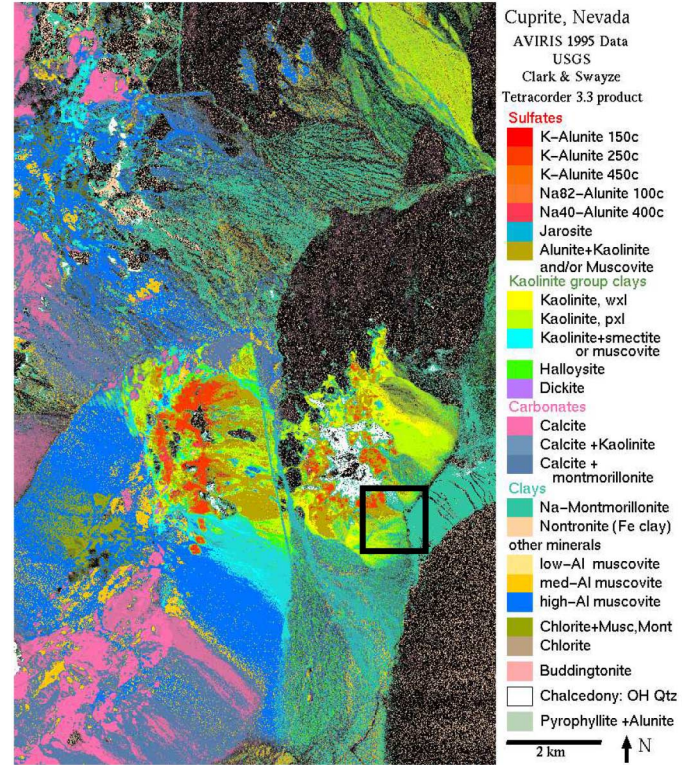 Cuprite, Nevada
AVIRIS 1995 Data
USGS
Clark & Swayze
Tetracorder 3.3 product
Sulfates
K-Alunite 150c
K-Alunite 250c
K-Alunite 450c
Na82-Alunite 100c
Na40-Alunite 400c
Jarosite
Alunite+Kaolinite
and/or Muscovite
Kaolinite group clays
Kaolinite, wxl
Kaolinite, pxl
Kaolinite+smectite
or muscovite
Halloysite
Dickite
Carbonates
Calcite
Calcite +Kaolinite
Calcite +
montmorillonite
Clays
Na-Montmorillonite
Nontronite (Fe clay)
other minerals
low-Al muscovite
med-Al muscovite
high-Al muscovite
Chlorite+Musc,Mont
Chlorite
Buddingtonite
Chalcedony: OH Qtz
Pyrophyllite +Alunite
2 km
N